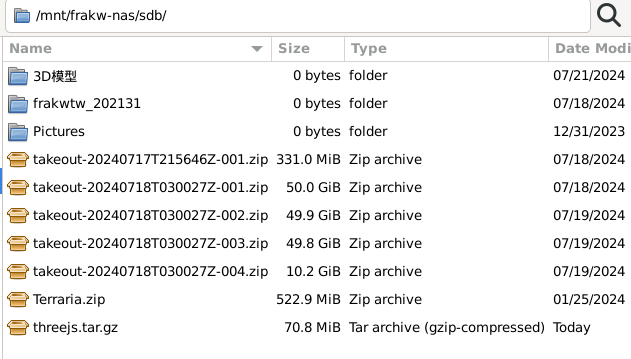 /mnt/frakw-nas/sdb/
Name Size Type Date Modi
3D模型 0 bytes folder 07/21/2024
frakwtw_202131 0 bytes folder 07/18/2024
Pictures 0 bytes folder 12/31/2023
takeout-20240717T215646Z-001.zip 331.0 MiB Zip archive 07/18/2024
takeout-20240718T030027Z-001.zip 50.0 GiB Zip archive 07/18/2024
takeout-20240718T030027Z-002.zip 49.9 GiB Zip archive 07/19/2024
takeout-20240718T030027Z-003.zip 49.8 GiB Zip archive 07/19/2024
takeout-20240718T030027Z-004.zip 10.2 GiB Zip archive 07/19/2024
Terraria.zip 522.9 MiB Zip archive 01/25/2024
threejs.tar.gz 70.8 MiB Tar archive (gzip-compressed) Today